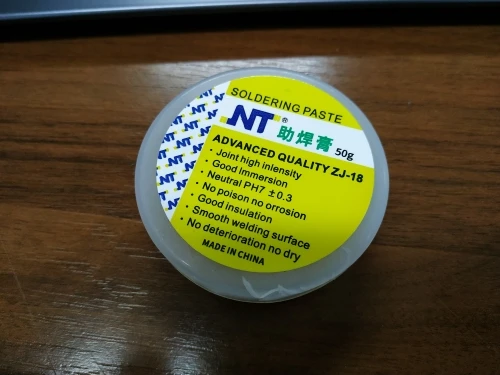 SOLDERING PASTE
NT®
助焊膏 50g
ADVANCED QUALITY ZJ-18
· Joint high inlensity
· Good immersion
· Neutral PH7 ±0.3
· No poison no orrosion
· Good insulation
· Smooth welding surface
· No deterioration no dry
MADE IN CHINA